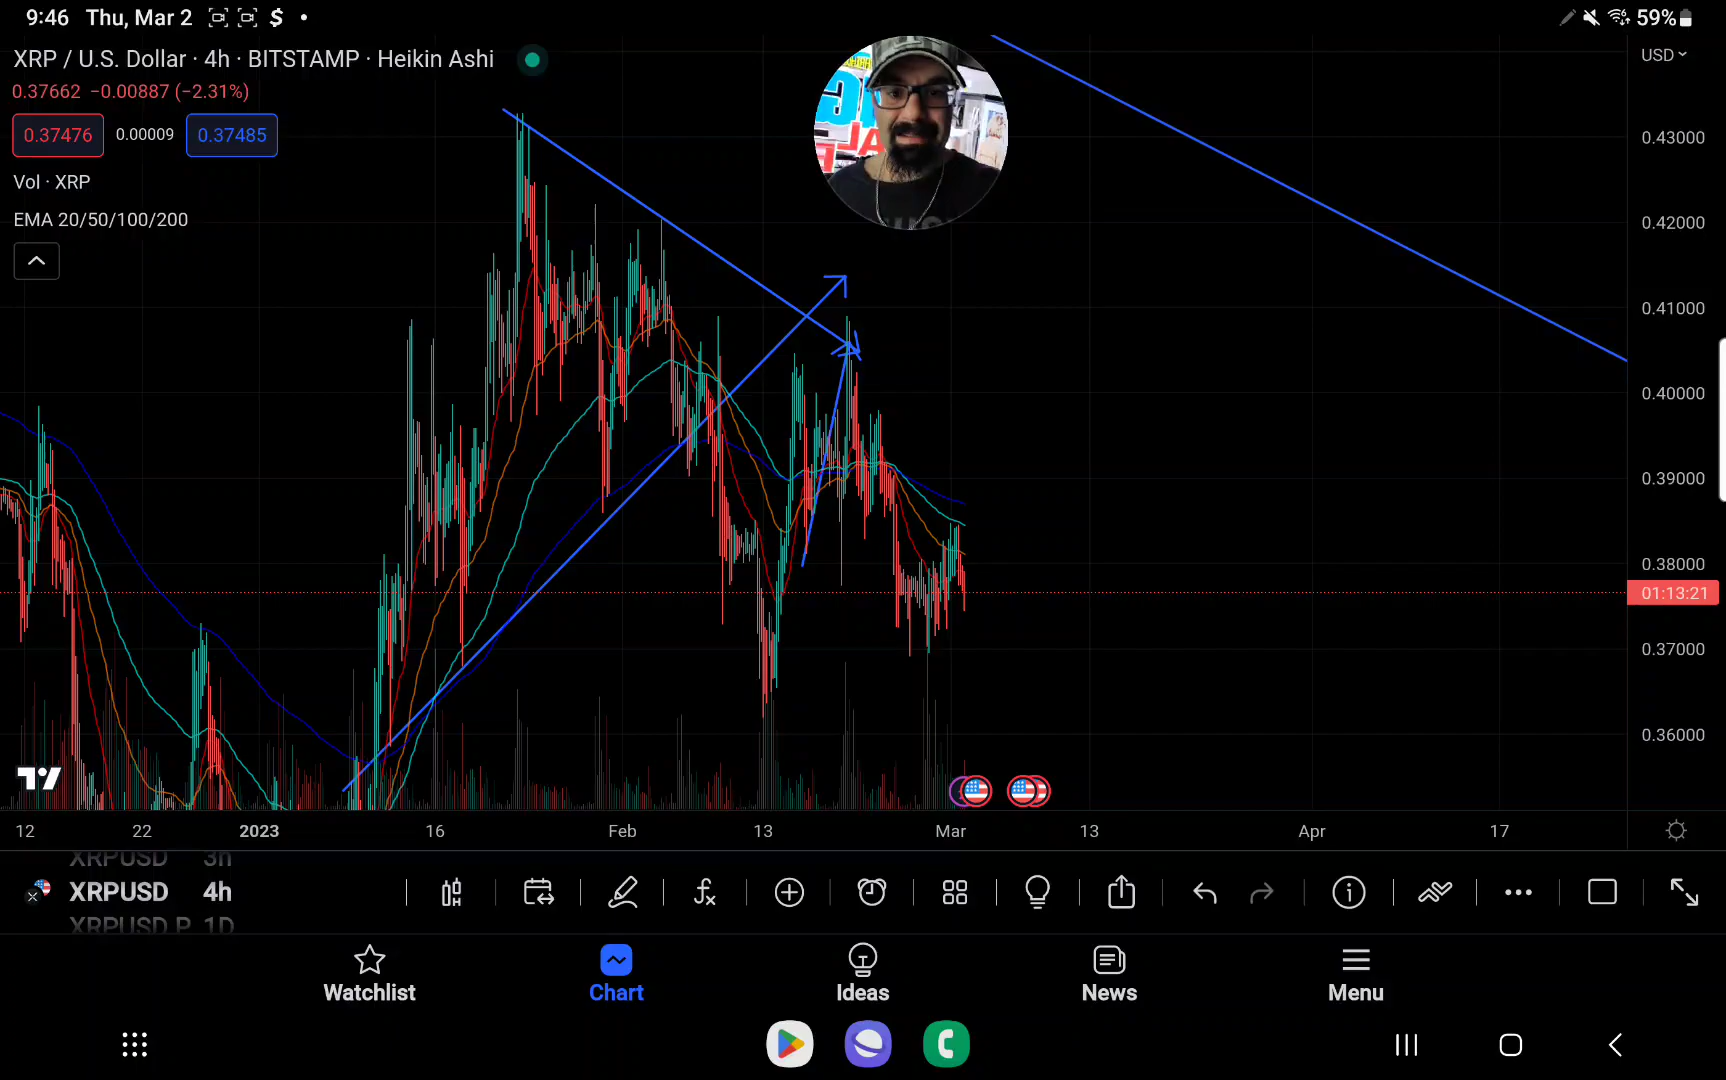 9:46 Thu, Mar 2 $ 59%
XRP / U.S. Dollar · 4h · BITSTAMP · Heikin Ashi
USD
0.37662 −0.00887 (−2.31%)
0.37476 0.00009 0.37485
Vol · XRP
EMA 20/50/100/200
0.43000
0.42000
0.41000
0.40000
0.39000
0.38000
01:13:21
0.37000
0.36000
12 22 2023 16 Feb 13 Mar 13 Apr 17
XRPUSD 3h
XRPUSD 4h
XRPUSD P 1D
Watchlist Chart Ideas News Menu